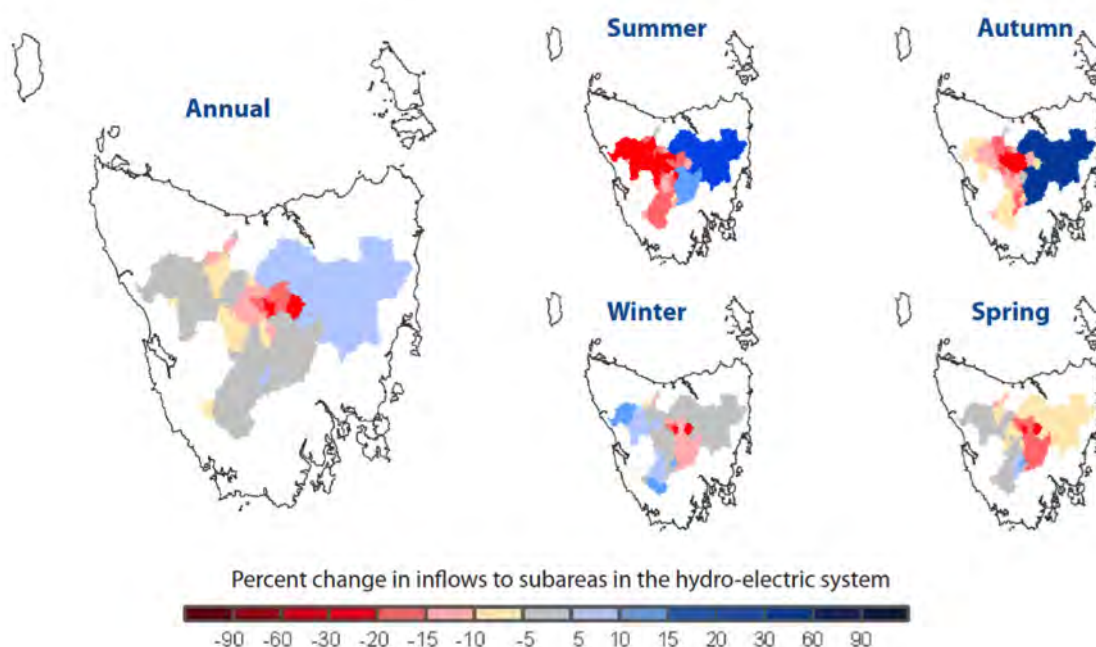 Annual
Summer
Autumn
Winter
Spring
Percent change in inflows to subareas in the hydro-electric system
-90 -60 -30 -20 -15 -10 -5 5 10 15 20 30 60 90